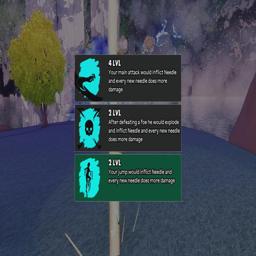 4 LVL
Your main attack would inflict Needle
and every new needle does more
damage
2 LVL
After defeating a foe he would explode
and inflict Needle and every new needle
does more damage
2 LVL
Your jump would inflict Needle and
every new needle does more damage